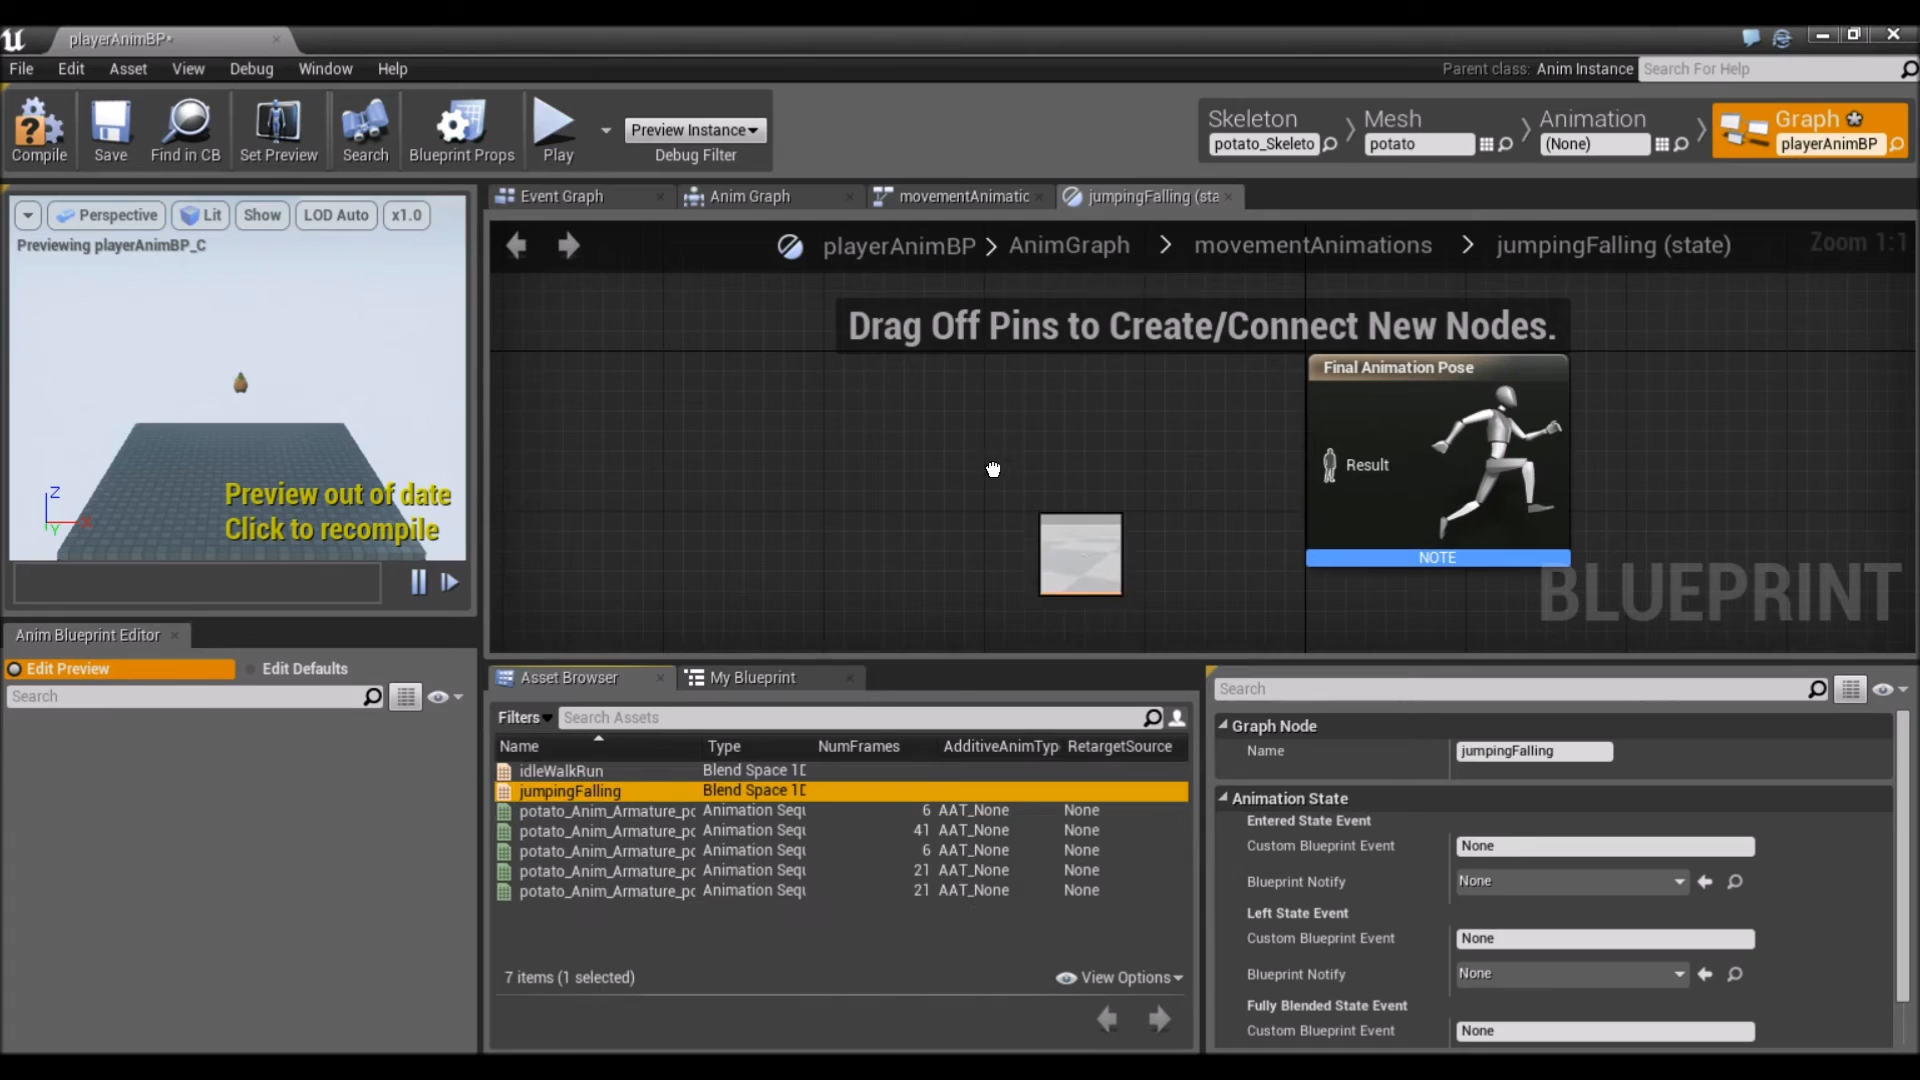 playerAnimBP*
File Edit Asset View Debug Window Help
Parent class: Anim Instance
Search For Help
Compile
Save
Find in CB
Set Preview
Search
Blueprint Props
Play
Preview Instance
Debug Filter
Skeleton
potato_Skeleto
Mesh
potato
Animation
(None)
Graph
playerAnimBP
Perspective Lit Show LOD Auto x1.0
Previewing playerAnimBP_C
Z
X
Y
Preview out of date
Click to recompile
Event Graph
Anim Graph
movementAnimatic
jumpingFalling (sta
playerAnimBP > AnimGraph > movementAnimations > jumpingFalling (state)
Zoom 1:1
Drag Off Pins to Create/Connect New Nodes.
Final Animation Pose
Result
NOTE
BLUEPRINT
Anim Blueprint Editor
Edit Preview
Edit Defaults
Search
Asset Browser
My Blueprint
Filters
Search Assets
Name Type NumFrames AdditiveAnimTyp RetargetSource
idleWalkRun Blend Space 1D
jumpingFalling Blend Space 1D
potato_Anim_Armature_pc Animation Sequ 6 AAT_None None
potato_Anim_Armature_pc Animation Sequ 41 AAT_None None
potato_Anim_Armature_pc Animation Sequ 6 AAT_None None
potato_Anim_Armature_pc Animation Sequ 21 AAT_None None
potato_Anim_Armature_pc Animation Sequ 21 AAT_None None
7 items (1 selected)
View Options
Search
Graph Node
Name jumpingFalling
Animation State
Entered State Event
Custom Blueprint Event None
Blueprint Notify None
Left State Event
Custom Blueprint Event None
Blueprint Notify None
Fully Blended State Event
Custom Blueprint Event None